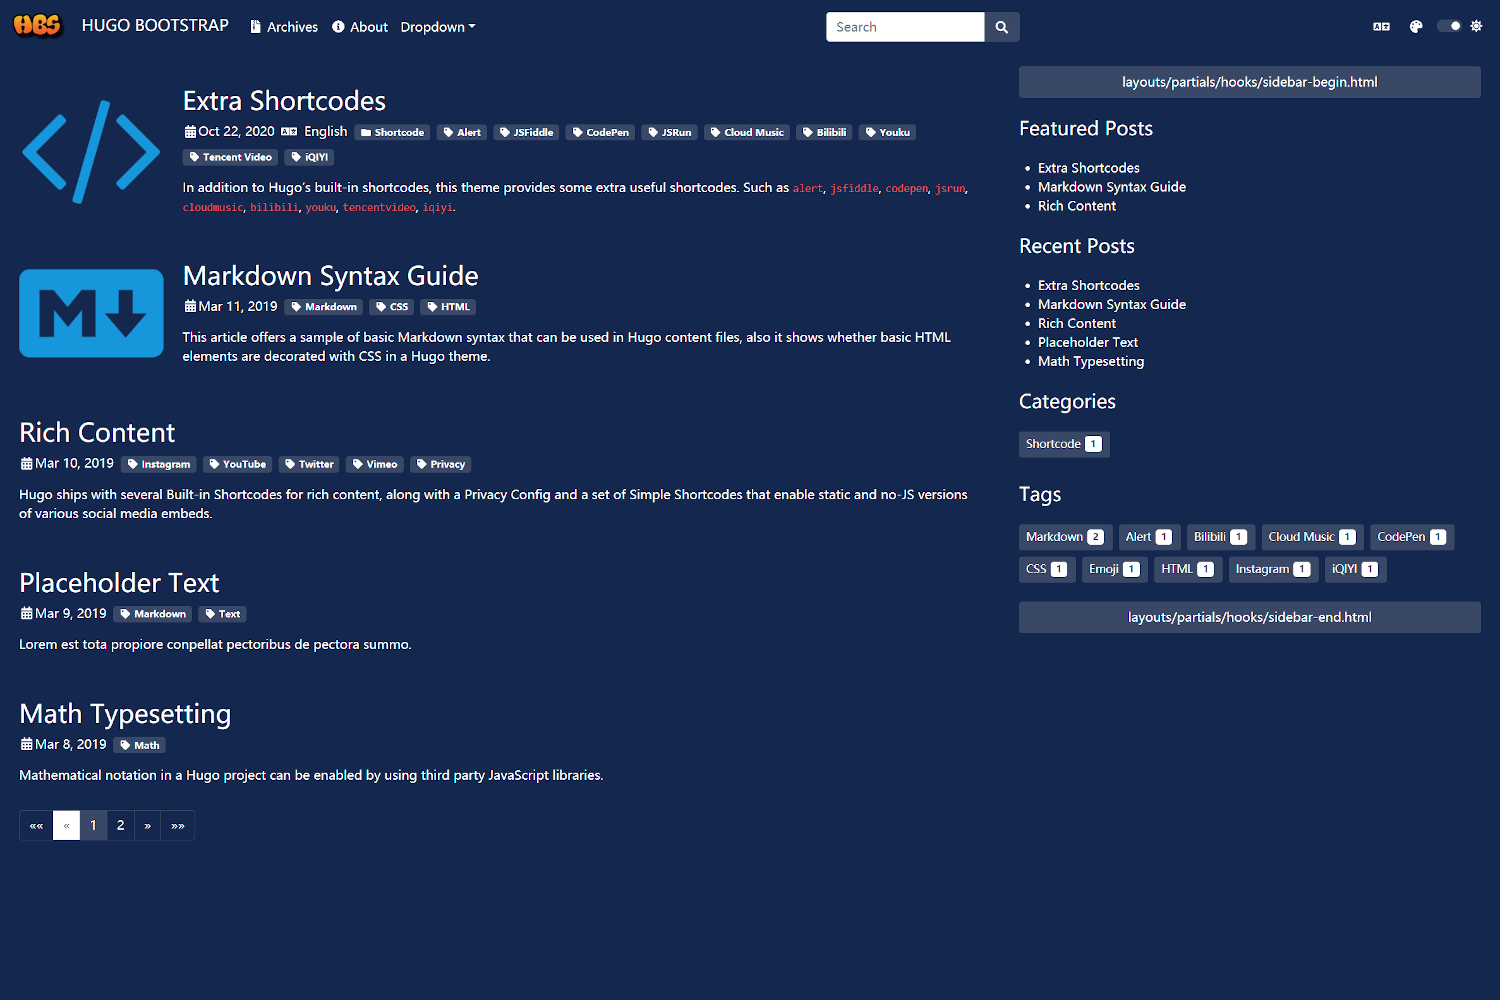 HBS HUGO BOOTSTRAP Archives About Dropdown Search
Extra Shortcodes
Oct 22, 2020 English Shortcode Alert JSFiddle CodePen JSRun Cloud Music Bilibili Youku
Tencent Video iQIYI
In addition to Hugo's built-in shortcodes, this theme provides some extra useful shortcodes. Such as alert, jsfiddle, codepen, jsrun,
cloudmusic, bilibili, youku, tencentvideo, iqiyi.
M
Markdown Syntax Guide
Mar 11, 2019 Markdown CSS HTML
This article offers a sample of basic Markdown syntax that can be used in Hugo content files, also it shows whether basic HTML
elements are decorated with CSS in a Hugo theme.
Rich Content
Mar 10, 2019 Instagram YouTube Twitter Vimeo Privacy
Hugo ships with several Built-in Shortcodes for rich content, along with a Privacy Config and a set of Simple Shortcodes that enable static and no-JS versions
of various social media embeds.
Placeholder Text
Mar 9, 2019 Markdown Text
Lorem est tota propiore conpellat pectoribus de pectora summo.
Math Typesetting
Mar 8, 2019 Math
Mathematical notation in a Hugo project can be enabled by using third party JavaScript libraries.
«« « 1 2 » »»
layouts/partials/hooks/sidebar-begin.html
Featured Posts
• Extra Shortcodes
• Markdown Syntax Guide
• Rich Content
Recent Posts
• Extra Shortcodes
• Markdown Syntax Guide
• Rich Content
• Placeholder Text
• Math Typesetting
Categories
Shortcode 1
Tags
Markdown 2 Alert 1 Bilibili 1 Cloud Music 1 CodePen 1
CSS 1 Emoji 1 HTML 1 Instagram 1 iQIYI 1
layouts/partials/hooks/sidebar-end.html